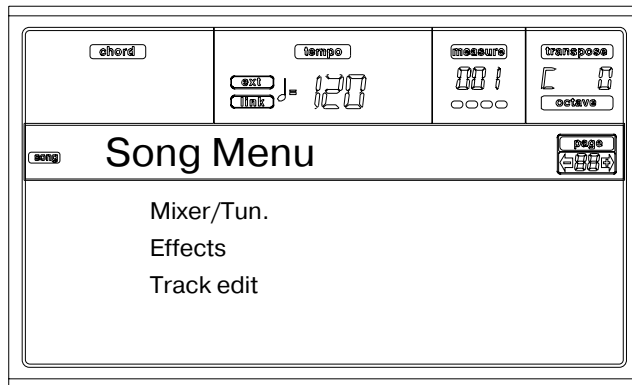 chord
tempo
measure
transpose
ext
link
♩= 120
001
C 0
octave
song
Song Menu
page
88
Mixer/Tun.
Effects
Track edit